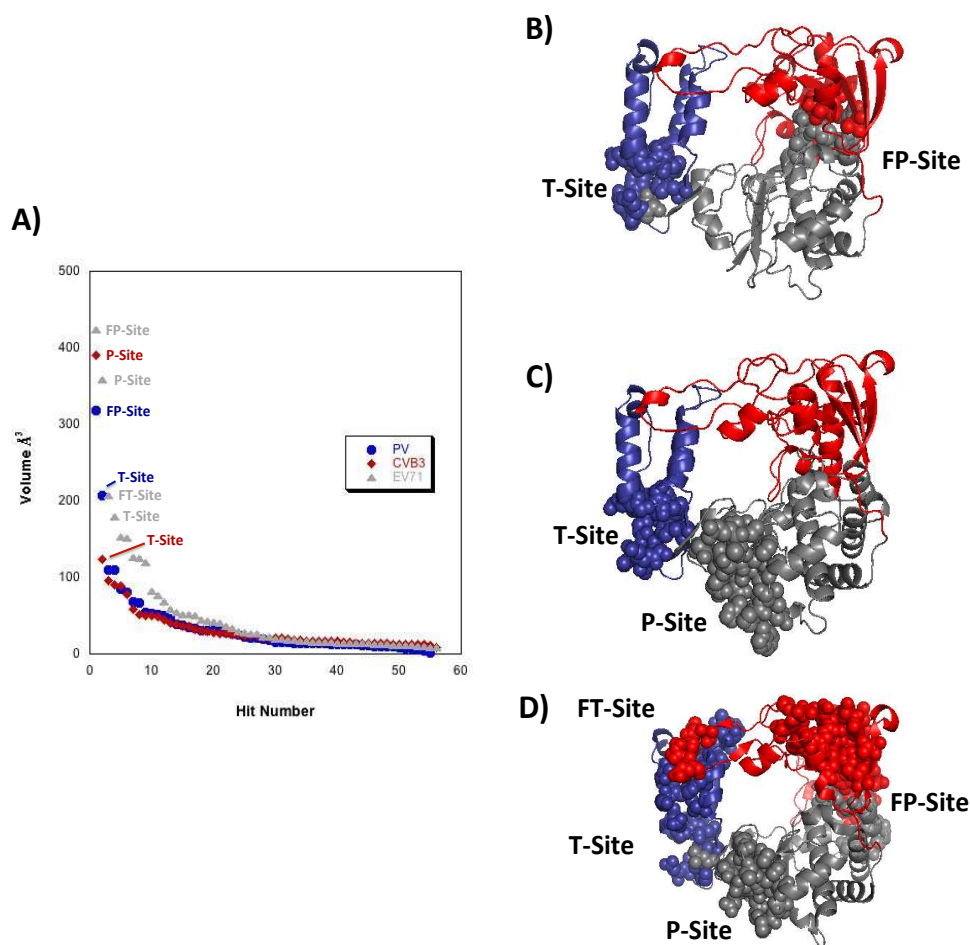 A)
500
400
300
200
100
0
Volume Å³
0 10 20 30 40 50 60
Hit Number
FP-Site
P-Site
P-Site
FP-Site
T-Site
FT-Site
T-Site
T-Site
PV
CVB3
EV71
B)
T-Site
FP-Site
C)
T-Site
P-Site
D)
FT-Site
FP-Site
T-Site
P-Site